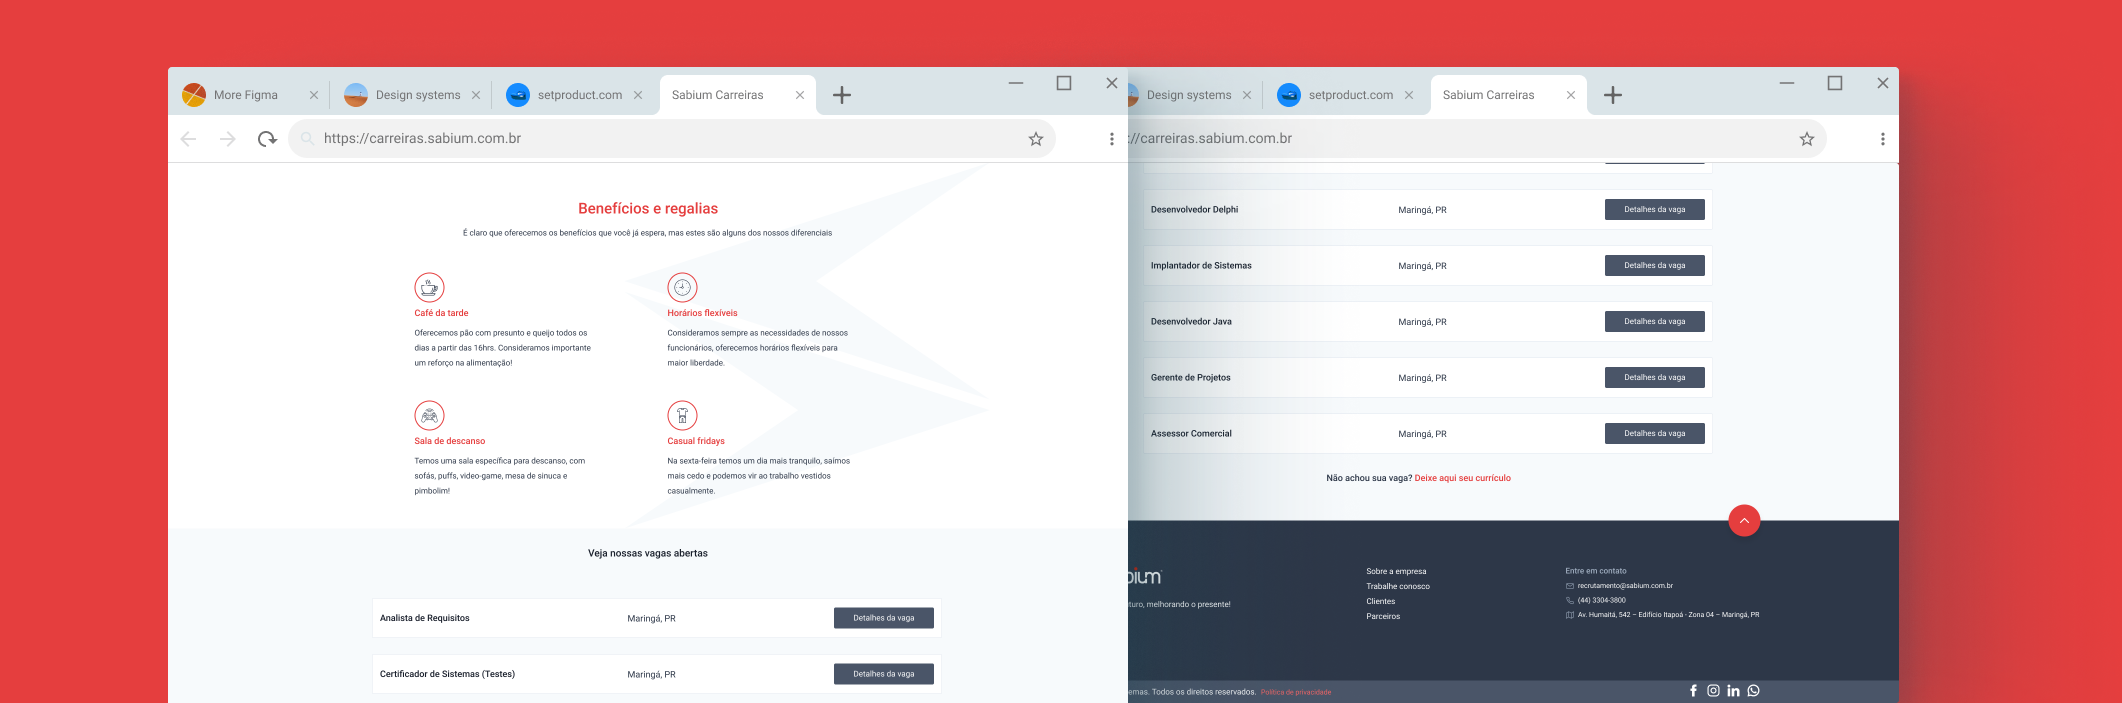 More Figma
Design systems
setproduct.com
Sabium Carreiras
https://carreiras.sabium.com.br
Benefícios e regalias
É claro que oferecemos os benefícios que você já espera, mas estes são alguns dos nossos diferenciais
Café da tarde
Oferecemos pão com presunto e queijo todos os
dias a partir das 16hrs. Consideramos importante
um reforço na alimentação!
Horários flexíveis
Consideramos sempre as necessidades de nossos
funcionários, oferecemos horários flexíveis para
maior liberdade.
Sala de descanso
Temos uma sala específica para descanso, com
sofás, puffs, video-game, mesa de sinuca e
pimbolim!
Casual fridays
Na sexta-feira temos um dia mais tranquilo, saímos
mais cedo e podemos vir ao trabalho vestidos
casualmente.
Veja nossas vagas abertas
Analista de Requisitos Maringá, PR Detalhes da vaga
Certificador de Sistemas (Testes) Maringá, PR Detalhes da vaga
Design systems
setproduct.com
Sabium Carreiras
://carreiras.sabium.com.br
Desenvolvedor Delphi Maringá, PR Detalhes da vaga
Implantador de Sistemas Maringá, PR Detalhes da vaga
Desenvolvedor Java Maringá, PR Detalhes da vaga
Gerente de Projetos Maringá, PR Detalhes da vaga
Assessor Comercial Maringá, PR Detalhes da vaga
Não achou sua vaga? Deixe aqui seu currículo
bium
turo, melhorando o presente!
Sobre a empresa
Trabalhe conosco
Clientes
Parceiros
Entre em contato
recrutamento@sabium.com.br
(44) 3304-3800
Av. Humaitá, 542 – Edifício Itapoá - Zona 04 – Maringá, PR
emas. Todos os direitos reservados. Política de privacidade